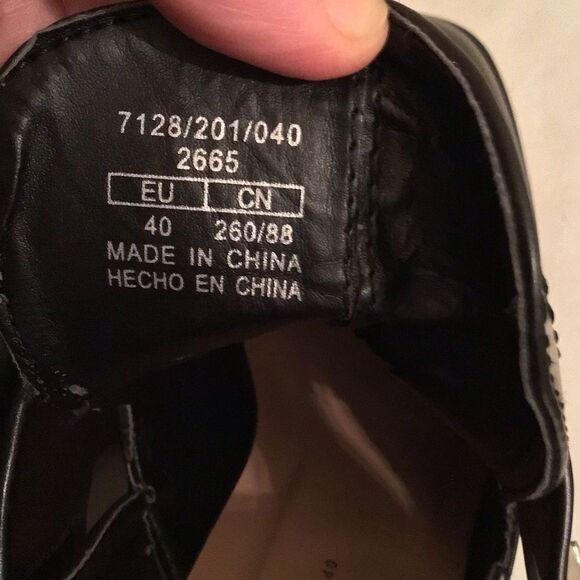 7128/201/040
2665
EU CN
40 260/88
MADE IN CHINA
HECHO EN CHINA